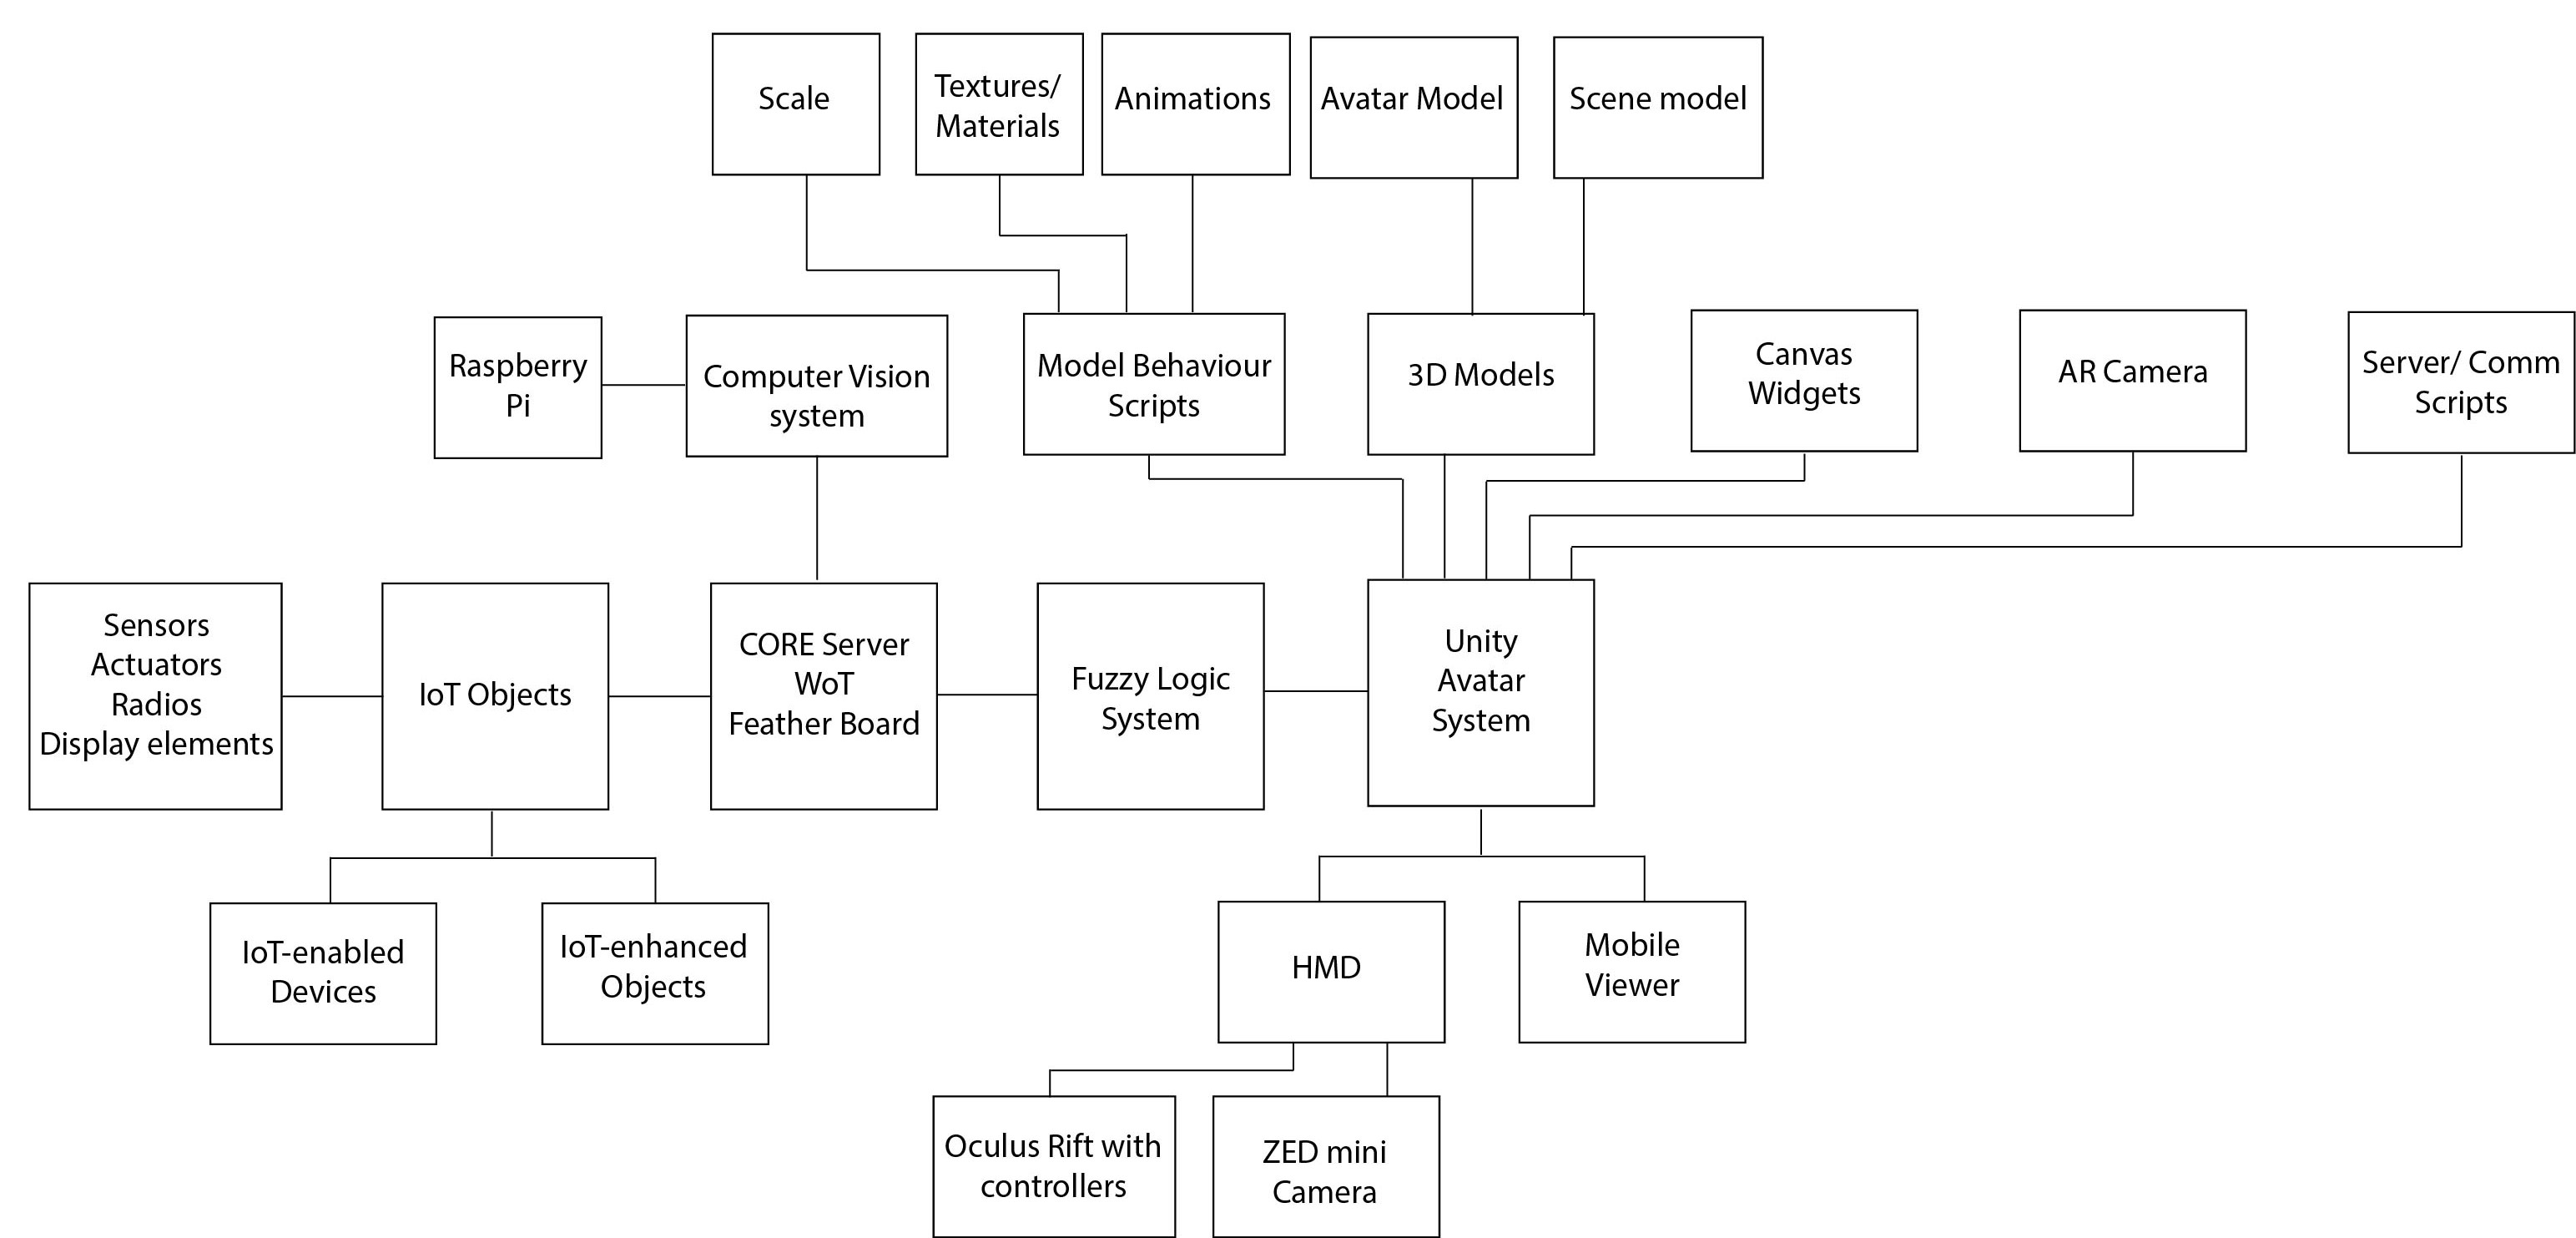 Scale
Textures/
Materials
Animations
Avatar Model
Scene model
Raspberry
Pi
Computer Vision
system
Model Behaviour
Scripts
3D Models
Canvas
Widgets
AR Camera
Server/ Comm
Scripts
Sensors
Actuators
Radios
Display elements
IoT Objects
CORE Server
WoT
Feather Board
Fuzzy Logic
System
Unity
Avatar
System
IoT-enabled
Devices
IoT-enhanced
Objects
HMD
Mobile
Viewer
Oculus Rift with
controllers
ZED mini
Camera